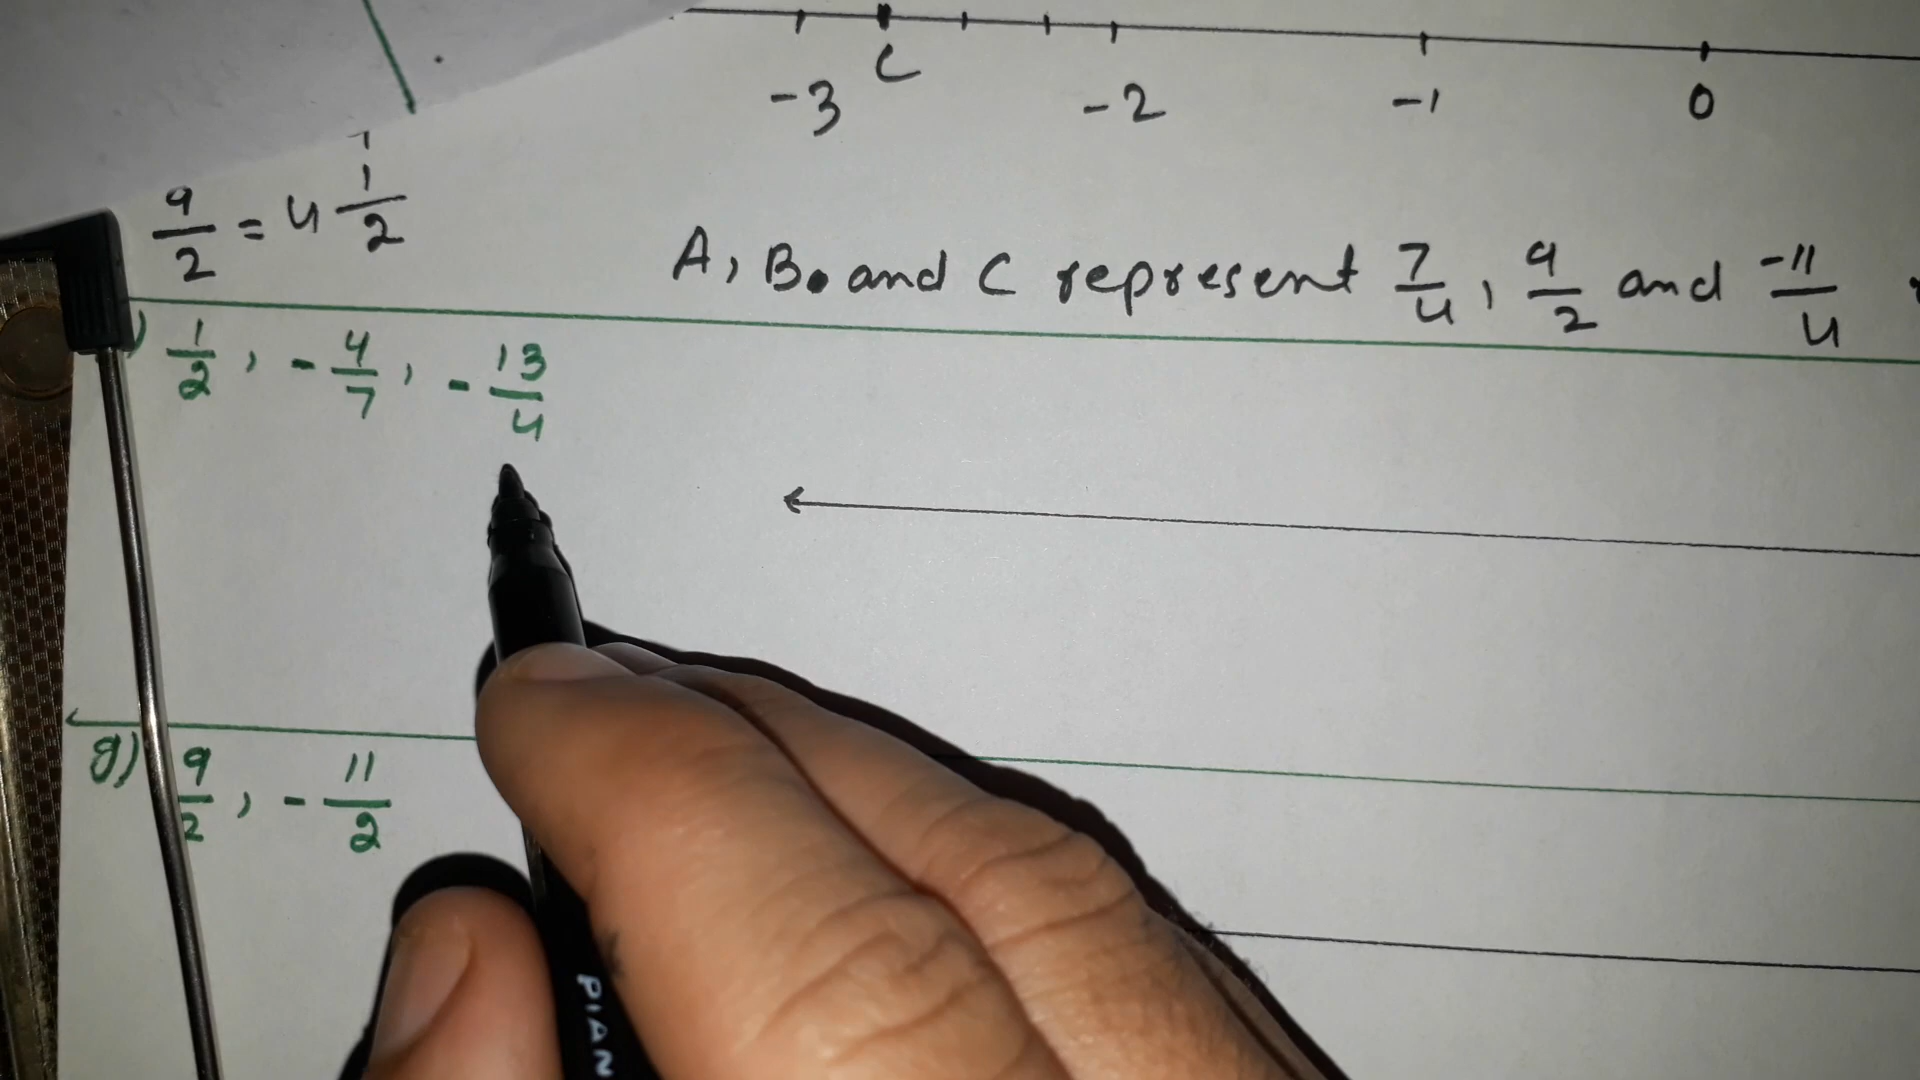 C
-3 -2 -1 0
9/2 = 4 1/2
A, B and C represent 7/4, 9/2 and -11/4
) 1/2, -4/7, -13/4
g) 9/2, -11/2
PIAN